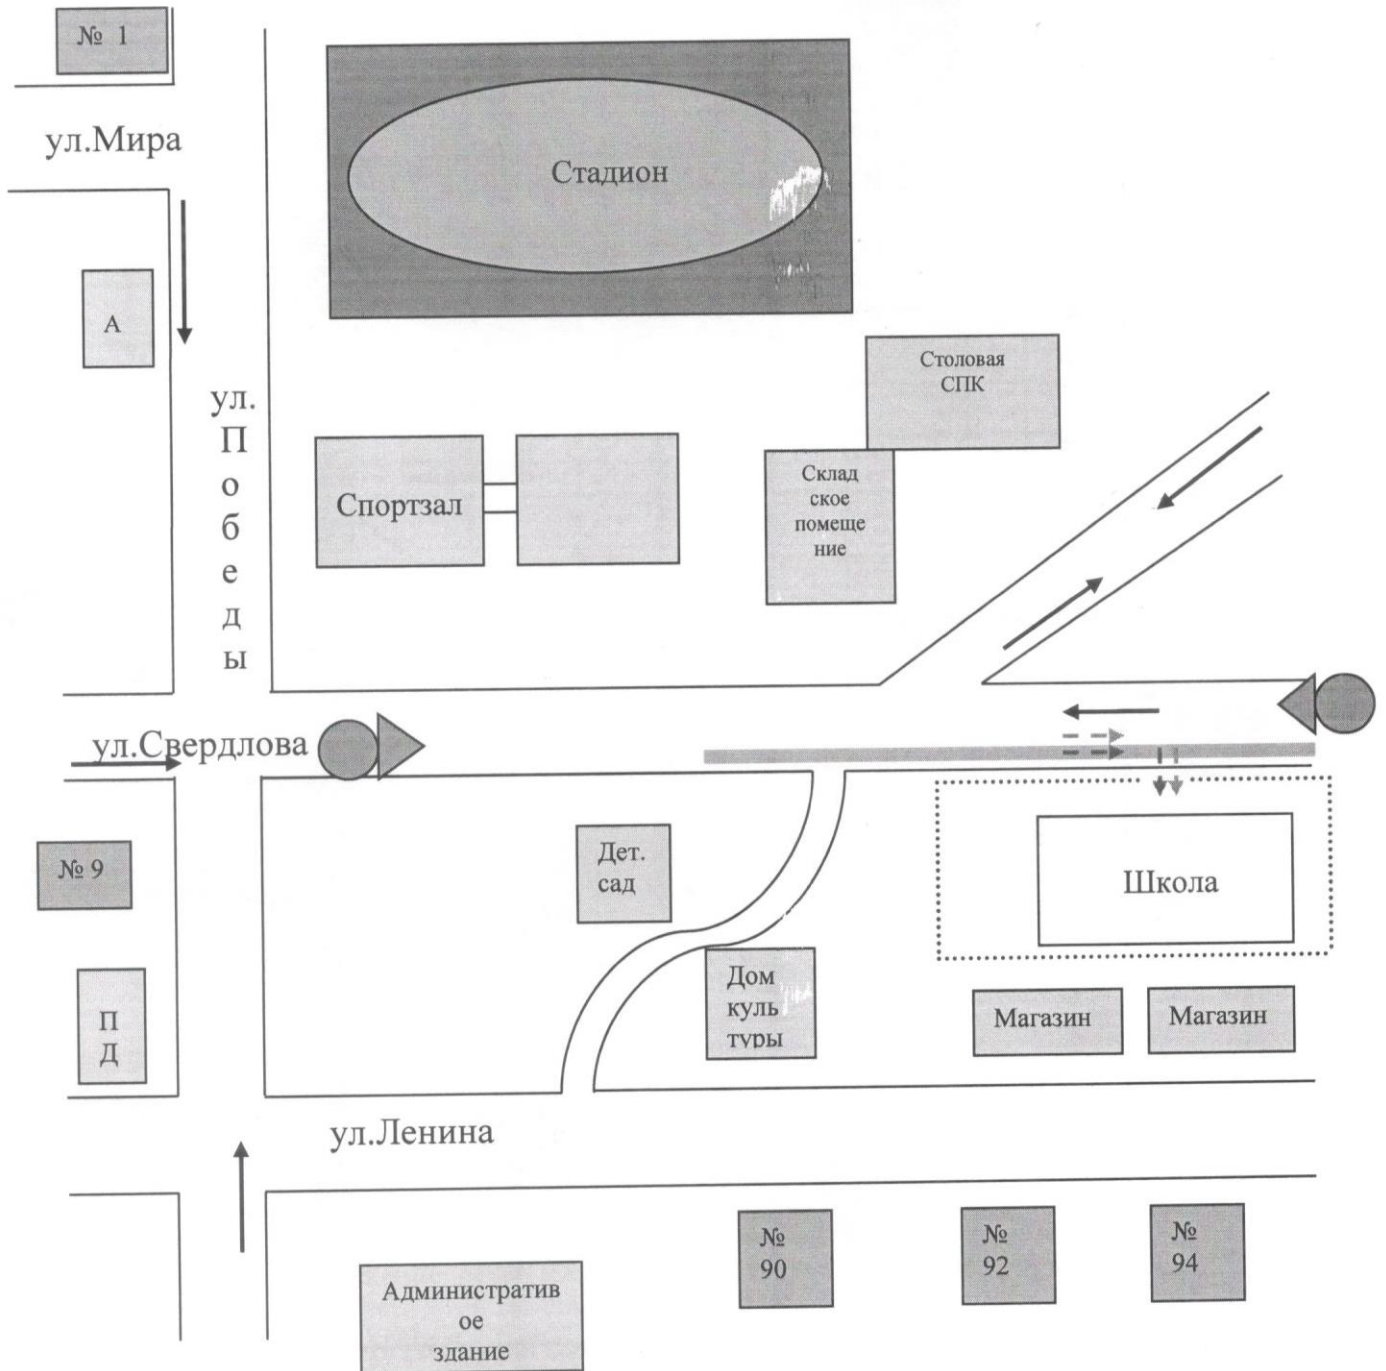 № 1
ул.Мира
Стадион
А
Столовая
СПК
ул.
П
о
б
е
д
ы
Спортзал
Склад
ское
помеще
ние
ул.Свердлова
№ 9
Дет.
сад
Школа
П
Д
Дом
куль
туры
Магазин
Магазин
ул.Ленина
№
90
№
92
№
94
Административ
ое
здание